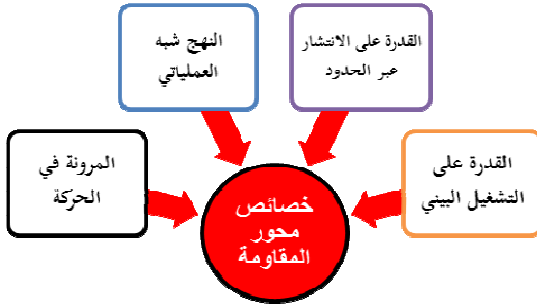 القدرة على الانتشار
عبر الحدود
النهج شبه
العملياتي
القدرة على
التشغيل البيني
المرونة في
الحركة
خصائص
محور
المقاومة